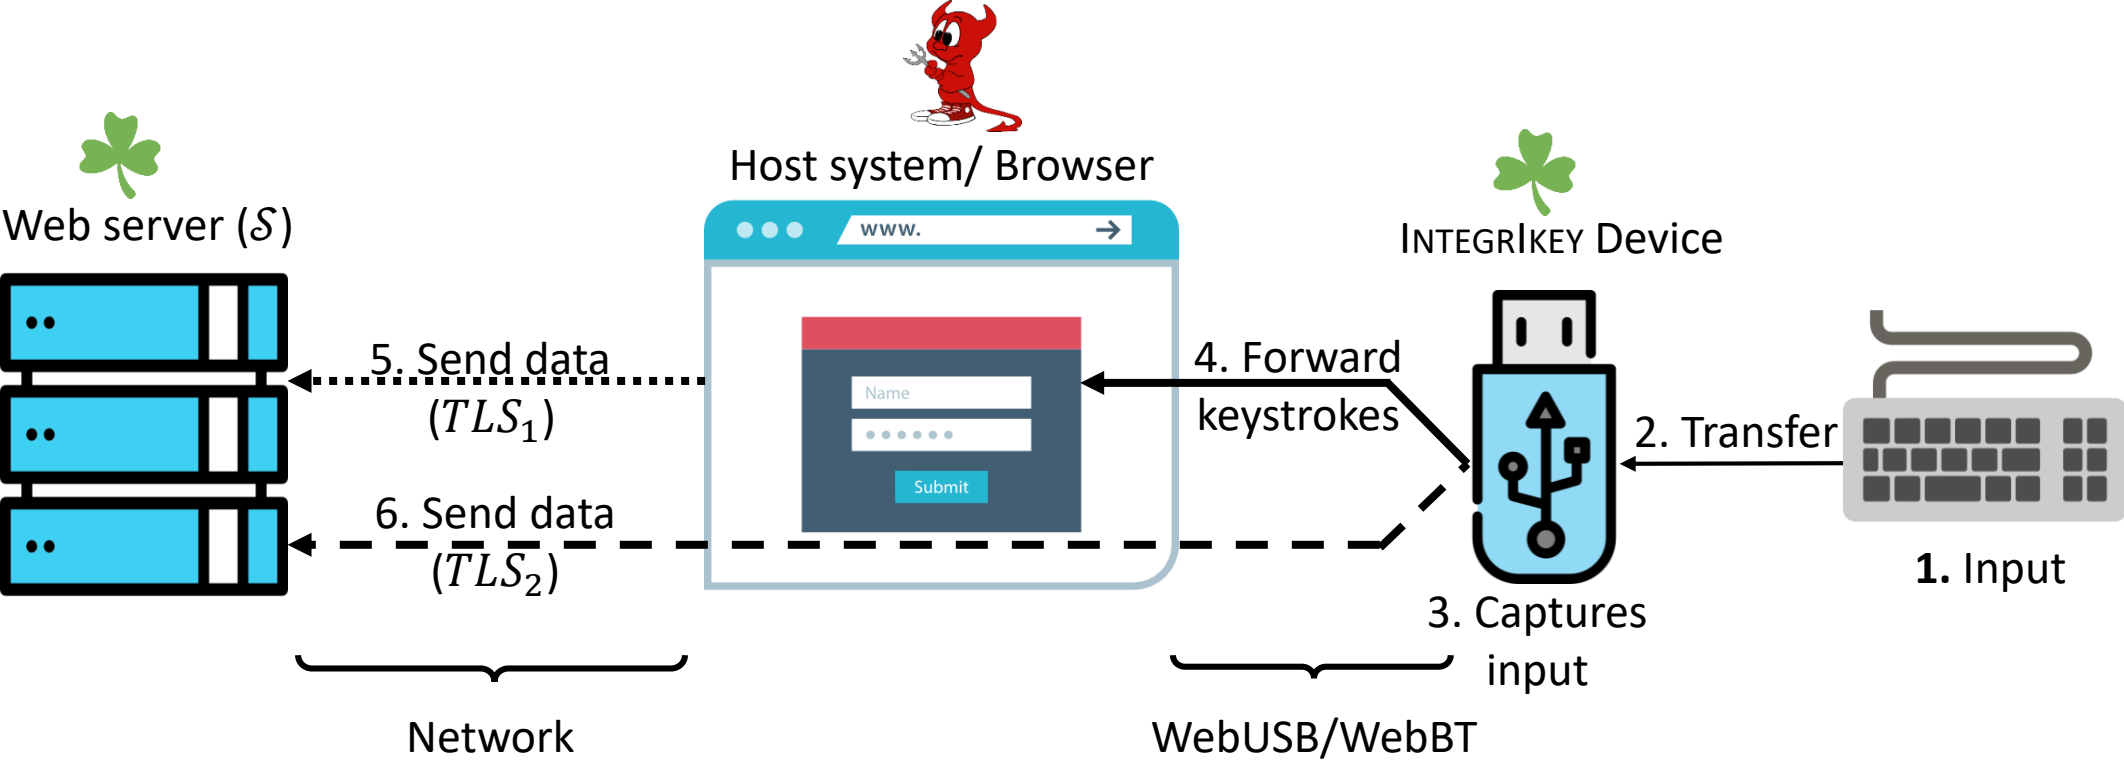 Host system/ Browser
Web server (𝒮)
INTEGRIKEY Device
www.
5. Send data
(TLS₁)
Name
Submit
4. Forward
keystrokes
2. Transfer
6. Send data
(TLS₂)
1. Input
3. Captures
input
Network
WebUSB/WebBT